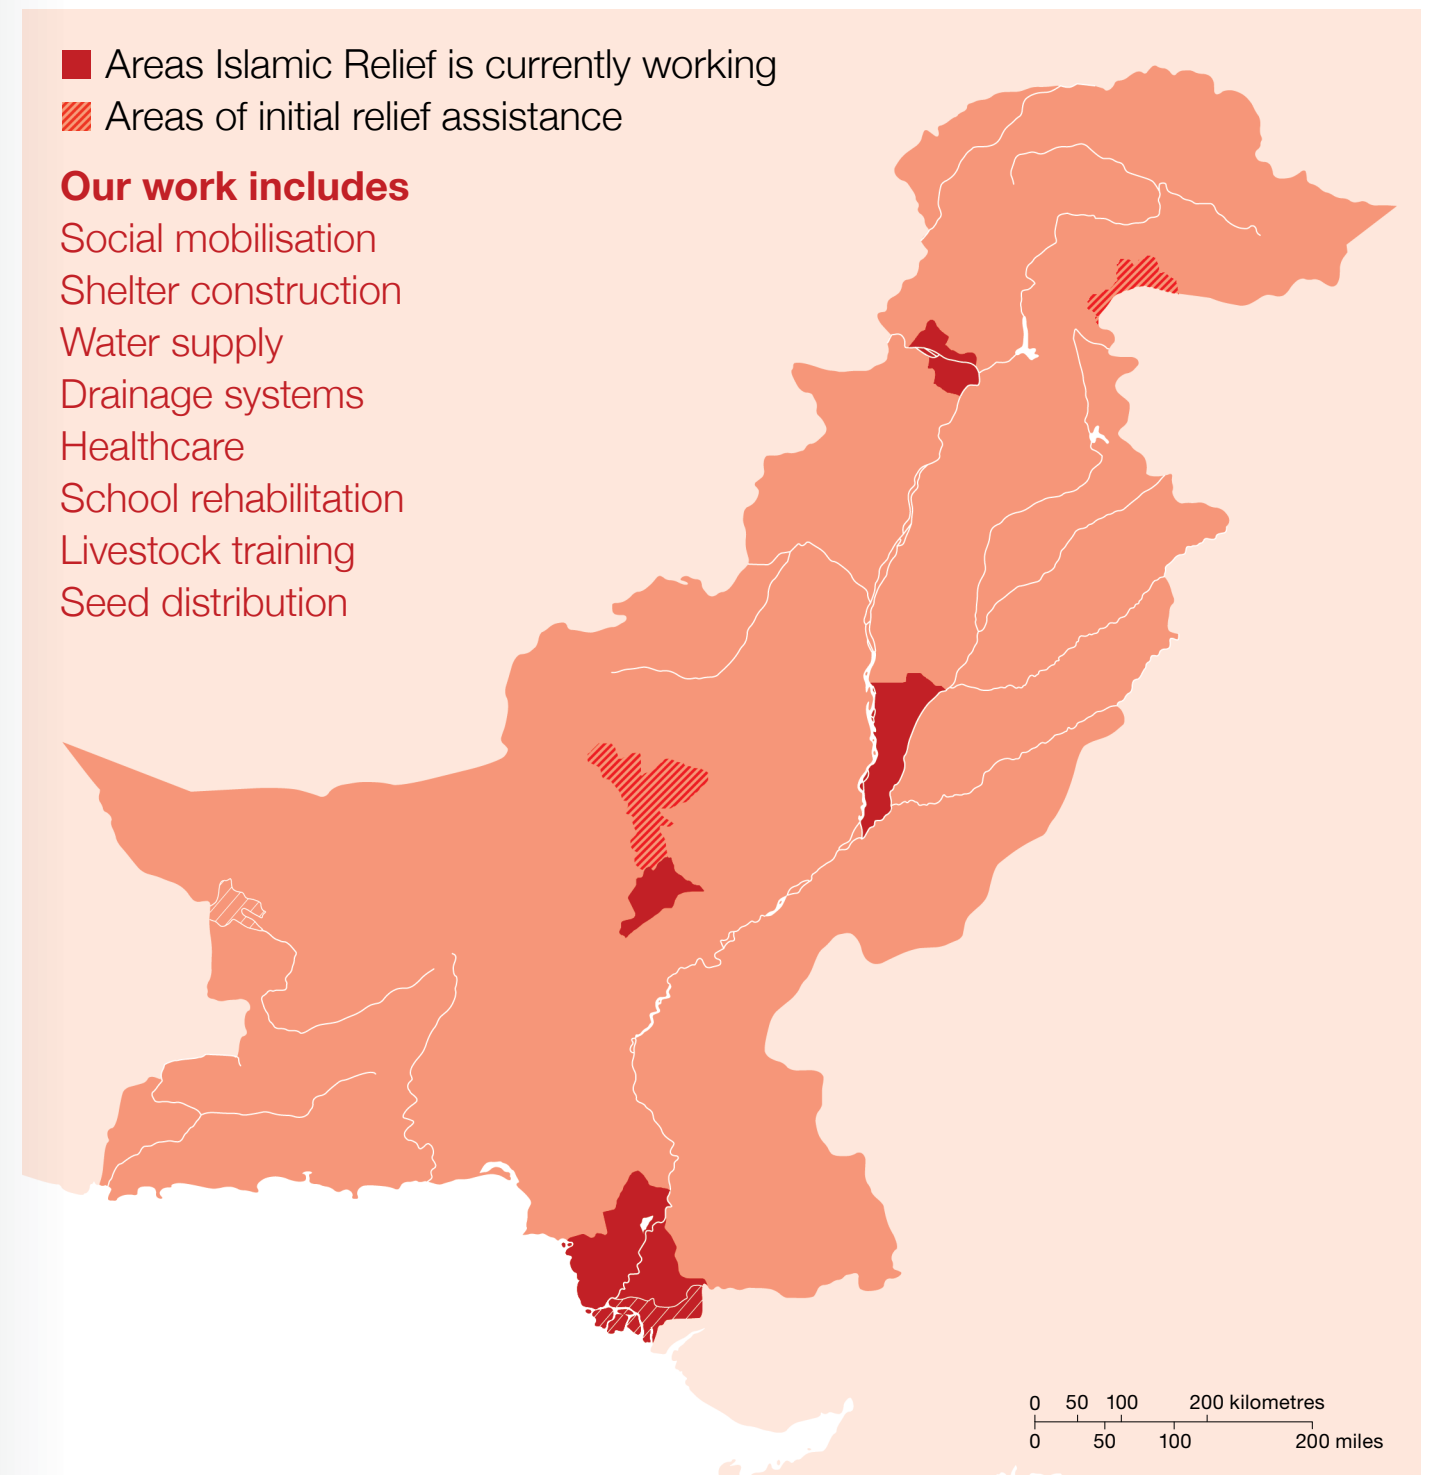 Areas Islamic Relief is currently working
Areas of initial relief assistance
Our work includes
Social mobilisation
Shelter construction
Water supply
Drainage systems
Healthcare
School rehabilitation
Livestock training
Seed distribution
0 50 100 200 kilometres
0 50 100 200 miles